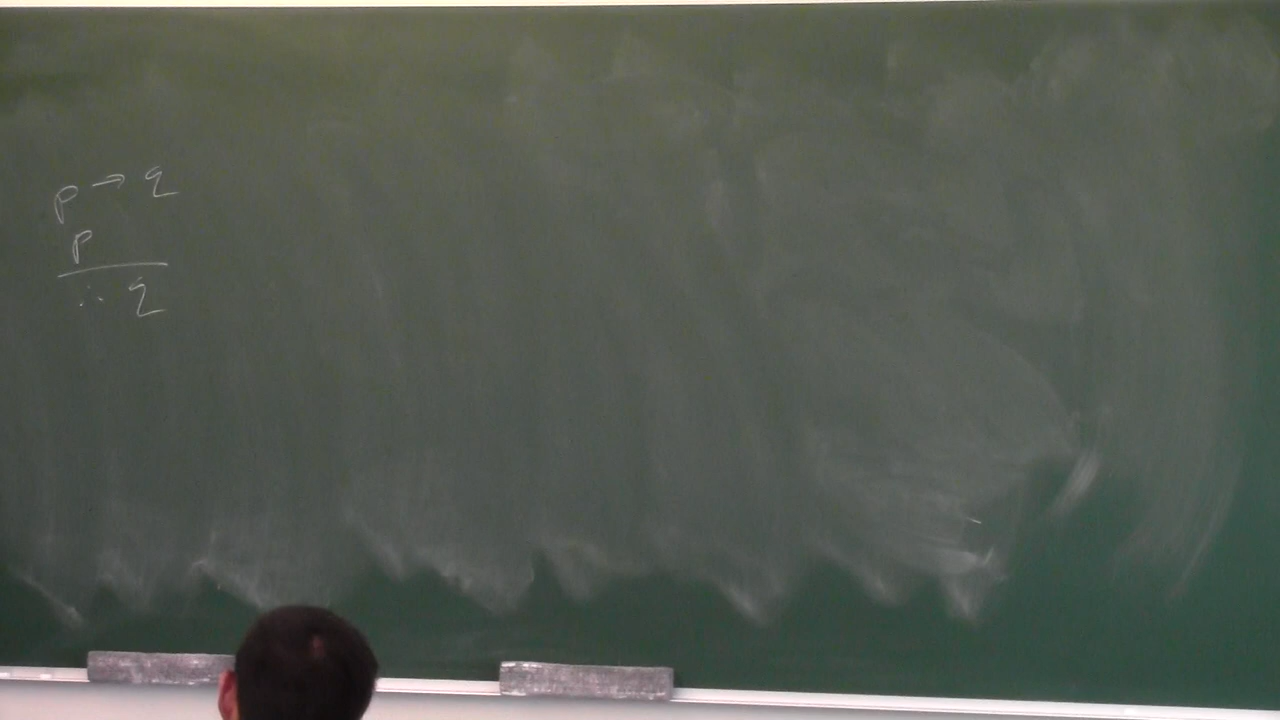 p → q
p
∴ q